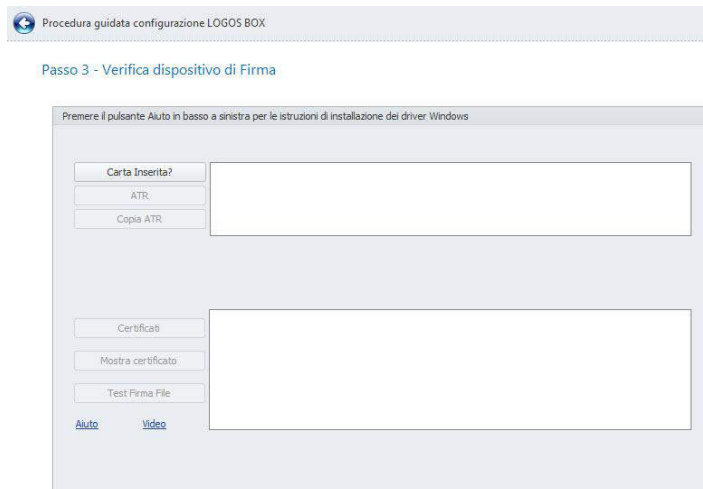 Procedura guidata configurazione LOGOS BOX
Passo 3 - Verifica dispositivo di Firma
Premere il pulsante Aiuto in basso a sinistra per le istruzioni di installazione dei driver Windows
Carta Inserita?
ATR
Copia ATR
Certificati
Mostra certificato
Test Firma File
Aiuto Video